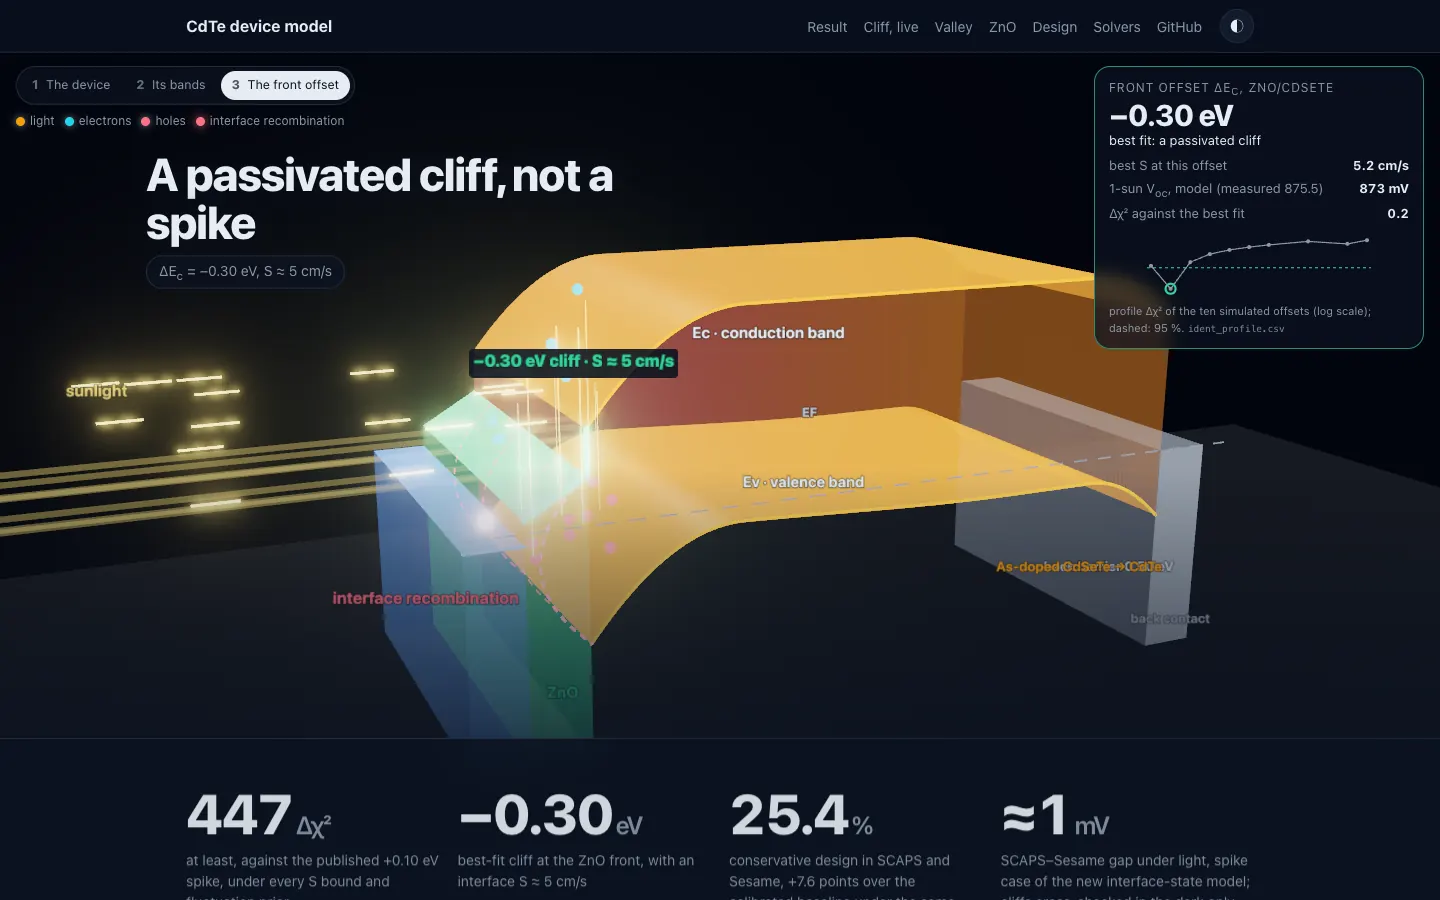 CdTe device model
Result Cliff, live Valley ZnO Design Solvers GitHub
1 The device 2 Its bands 3 The front offset
light electrons holes interface recombination
A passivated cliff, not a
spike
ΔEc = −0.30 eV, S ≈ 5 cm/s
FRONT OFFSET ΔEC, ZNO/CDSETE
−0.30 eV
best fit: a passivated cliff
best S at this offset 5.2 cm/s
1-sun Voc, model (measured 875.5) 873 mV
Δχ² against the best fit 0.2
profile Δχ² of the ten simulated offsets (log scale);
dashed: 95 %. ident_profile.csv
Ec · conduction band
−0.30 eV cliff · S ≈ 5 cm/s
sunlight
EF
Ev · valence band
As-doped CdSeTe → CdTe
interface recombination
back contact
ZnO
447 Δχ²
at least, against the published +0.10 eV
spike, under every S bound and
−0.30 eV
best-fit cliff at the ZnO front, with an
interface S ≈ 5 cm/s
25.4%
conservative design in SCAPS and
Sesame, +7.6 points over the
≈1 mV
SCAPS–Sesame gap under light, spike
case of the new interface-state model;